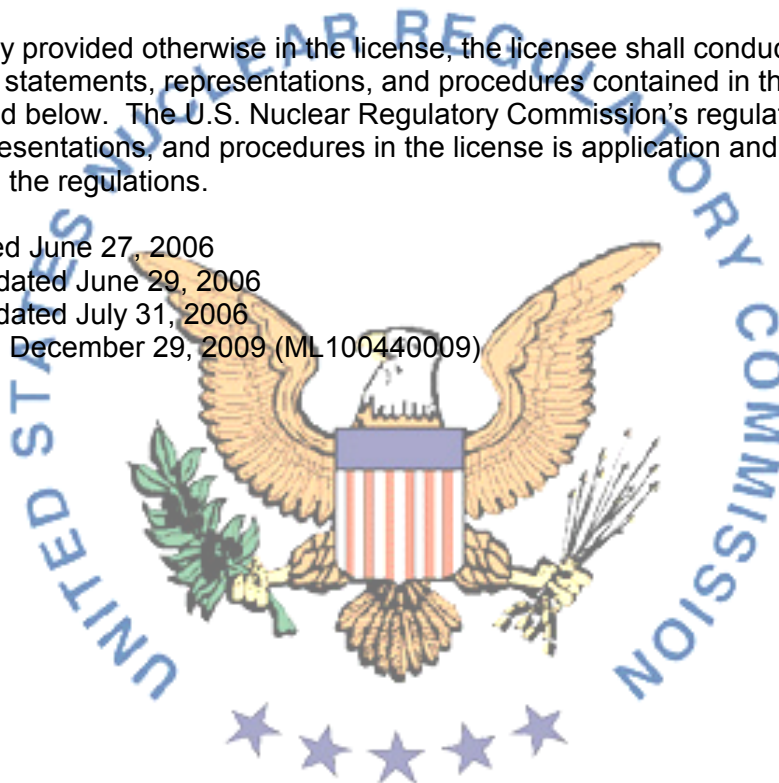 y provided otherwise in the license, the licensee shall conduc
statements, representations, and procedures contained in th
d below. The U.S. Nuclear Regulatory Commission's regulat
esentations, and procedures in the license is application and
the regulations.
ed June 27, 2006
dated June 29, 2006
dated July 31, 2006
December 29, 2009 (ML100440009)
UNITED STATES NUCLEAR REGULATORY COMMISSION